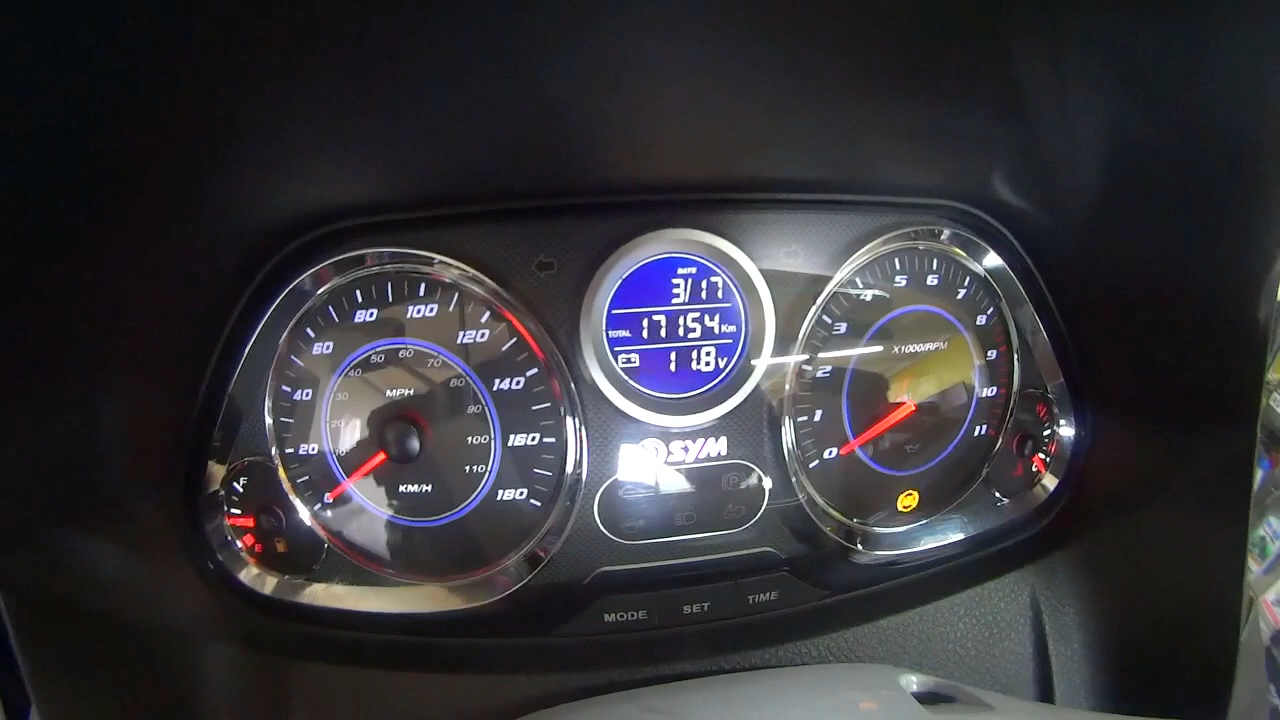 DATE
3/17
TOTAL 17154 Km
11.8 V
SYM
20 40 60 80 100 120 140 160 180
10 20 30 40 50 60 70 80 90 100 110
MPH
KM/H
F
E
0 1 2 3 4 5 6 7 8 9 10 11
X1000/RPM
H
C
MODE SET TIME